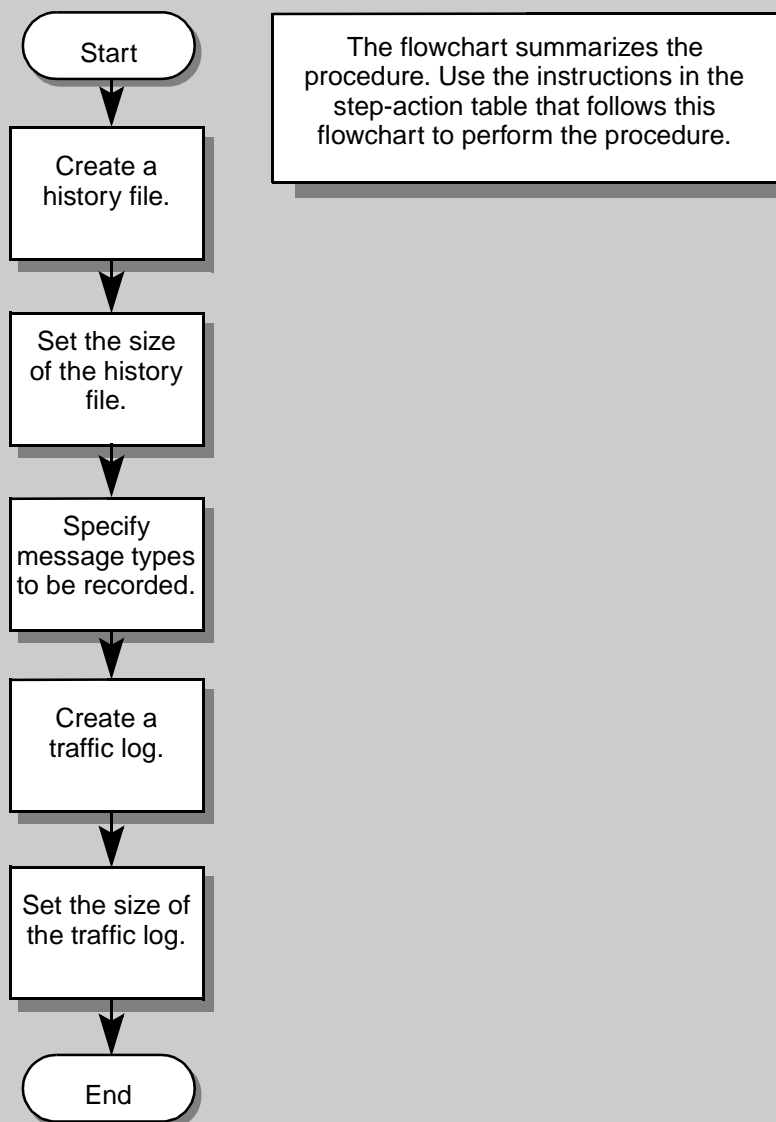 Start
The flowchart summarizes the
procedure. Use the instructions in the
step-action table that follows this
flowchart to perform the procedure.
Create a
history file.
Set the size
of the history
file.
Specify
message types
to be recorded.
Create a
traffic log.
Set the size of
the traffic log.
End